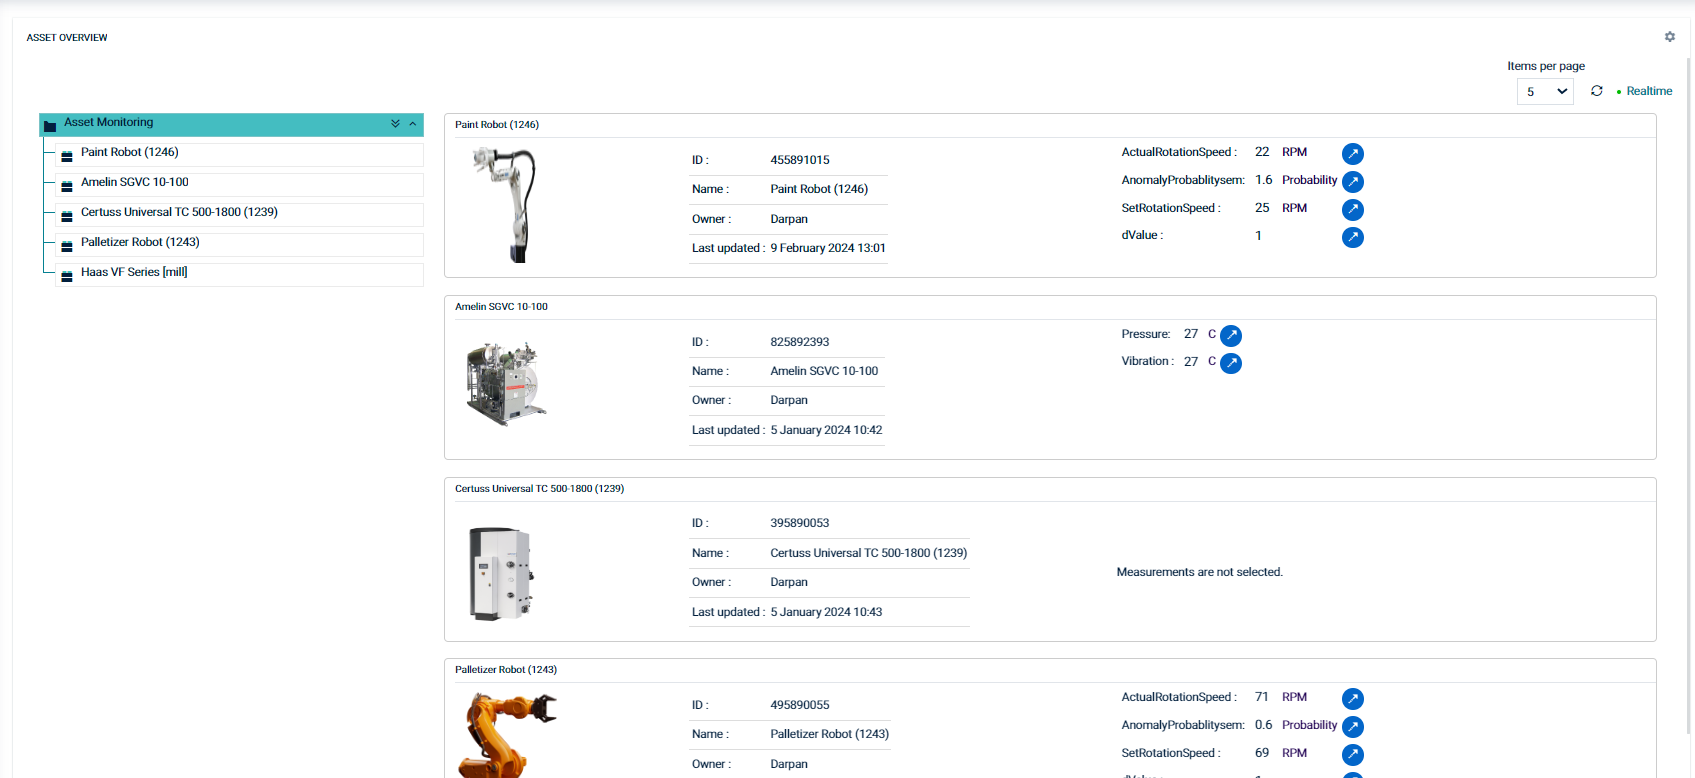 ASSET OVERVIEW
Items per page
5
Realtime
Asset Monitoring
Paint Robot (1246)
Amelin SGVC 10-100
Certuss Universal TC 500-1800 (1239)
Palletizer Robot (1243)
Haas VF Series [mill]
Paint Robot (1246)
ID : 455891015
Name : Paint Robot (1246)
Owner : Darpan
Last updated : 9 February 2024 13:01
ActualRotationSpeed : 22 RPM
AnomalyProbablitysem: 1.6 Probability
SetRotationSpeed : 25 RPM
dValue : 1
Amelin SGVC 10-100
ID : 825892393
Name : Amelin SGVC 10-100
Owner : Darpan
Last updated : 5 January 2024 10:42
Pressure: 27 C
Vibration : 27 C
Certuss Universal TC 500-1800 (1239)
ID : 395890053
Name : Certuss Universal TC 500-1800 (1239)
Owner : Darpan
Last updated : 5 January 2024 10:43
Measurements are not selected.
Palletizer Robot (1243)
ID : 495890055
Name : Palletizer Robot (1243)
Owner : Darpan
ActualRotationSpeed : 71 RPM
AnomalyProbablitysem: 0.6 Probability
SetRotationSpeed : 69 RPM